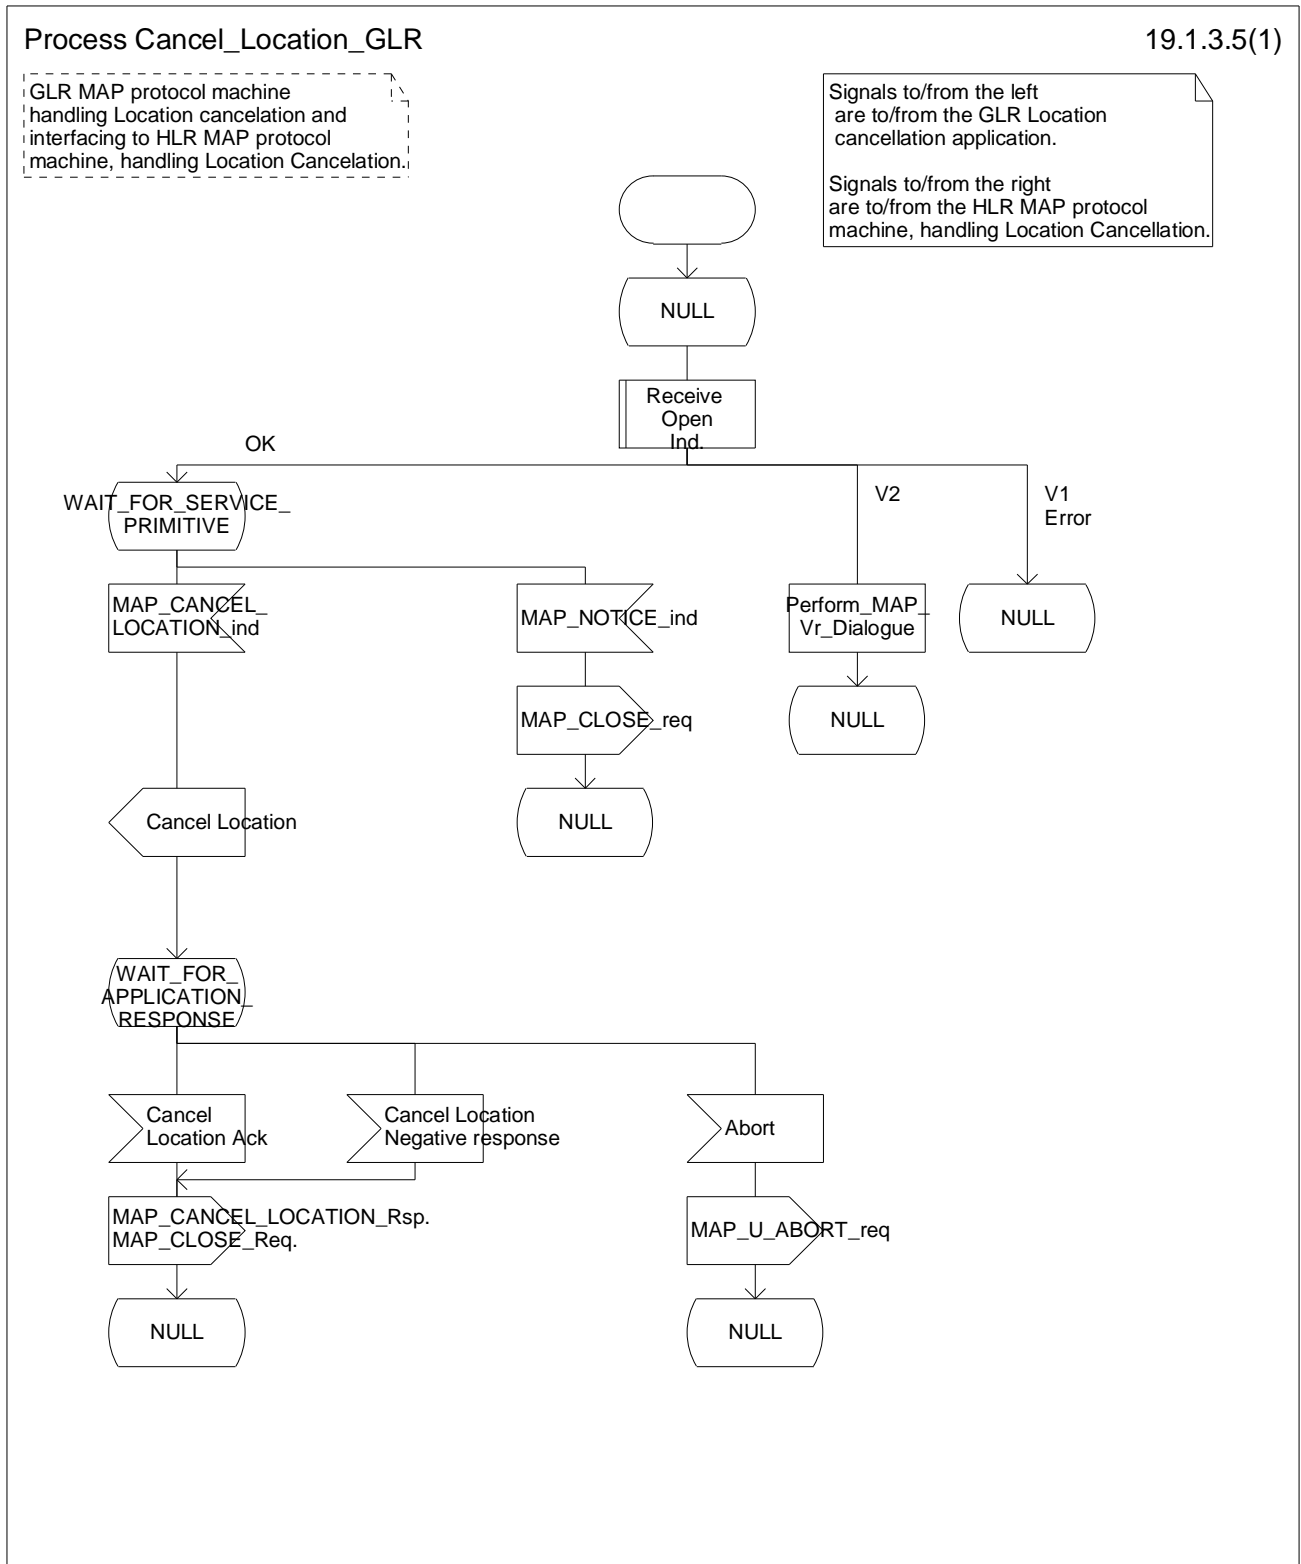 Process Cancel_Location_GLR
19.1.3.5(1)
GLR MAP protocol machine
handling Location cancelation and
interfacing to HLR MAP protocol
machine, handling Location Cancelation.
Signals to/from the left
are to/from the GLR Location
cancellation application.
Signals to/from the right
are to/from the HLR MAP protocol
machine, handling Location Cancellation.
NULL
Receive
Open
Ind.
OK
V2
V1
Error
WAIT_FOR_SERVICE_
PRIMITIVE
MAP_CANCEL_
LOCATION_ind
MAP_NOTICE_ind
Perform_MAP_
Vr_Dialogue
NULL
MAP_CLOSE_req
NULL
Cancel Location
NULL
WAIT_FOR_
APPLICATION_
RESPONSE
Cancel
Location Ack
Cancel Location
Negative response
Abort
MAP_CANCEL_LOCATION_Rsp.
MAP_CLOSE_Req.
MAP_U_ABORT_req
NULL
NULL